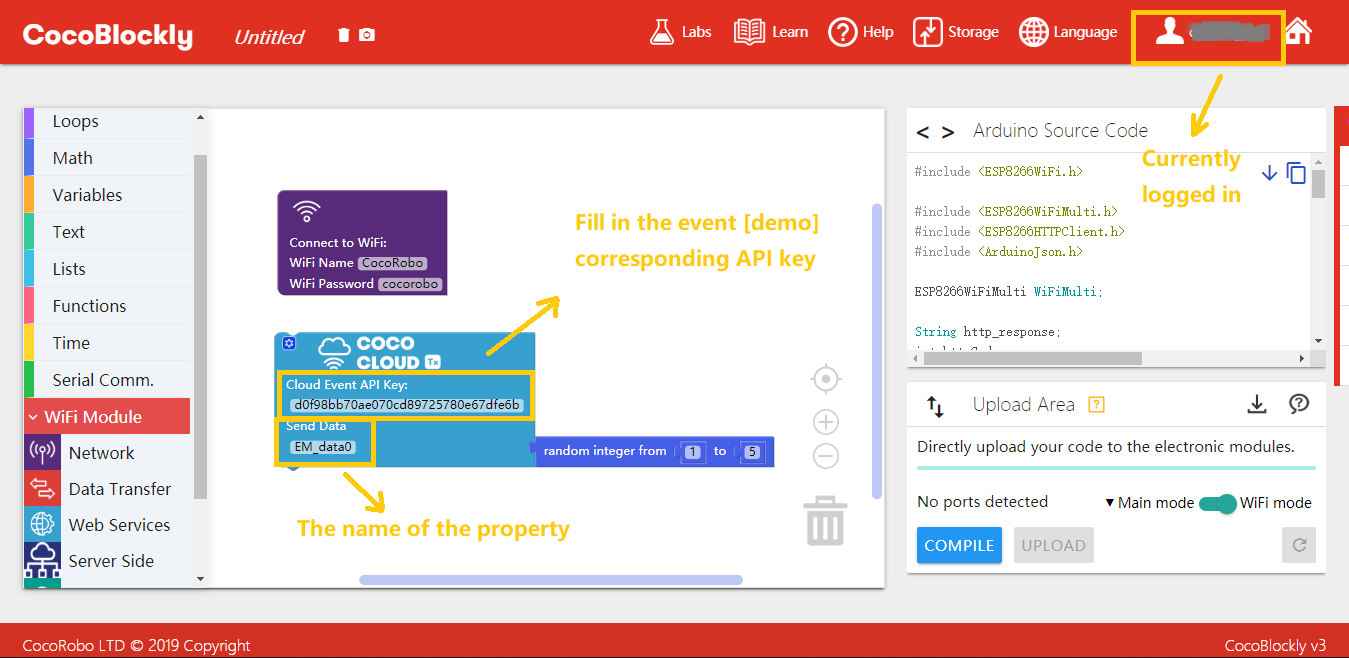 CocoBlockly
Untitled
Labs
Learn
Help
Storage
Language
Loops
Math
Variables
Text
Lists
Functions
Time
Serial Comm.
WiFi Module
Network
Data Transfer
Web Services
Server Side
Connect to WiFi:
WiFi Name CocoRobo
WiFi Password cocorobo
Fill in the event [demo]
corresponding API key
COCO
CLOUD Tx
Cloud Event API Key:
d0f98bb70ae070cd89725780e67dfe6b
Send Data
EM_data0
random integer from 1 to 5
The name of the property
< > Arduino Source Code
Currently
logged in
#include <ESP8266WiFi.h>
#include <ESP8266WiFiMulti.h>
#include <ESP8266HTTPClient.h>
#include <ArduinoJson.h>
ESP8266WiFiMulti WiFiMulti;
String http_response;
Upload Area ?
Directly upload your code to the electronic modules.
No ports detected
▼ Main mode
WiFi mode
COMPILE
UPLOAD
CocoRobo LTD © 2019 Copyright
CocoBlockly v3